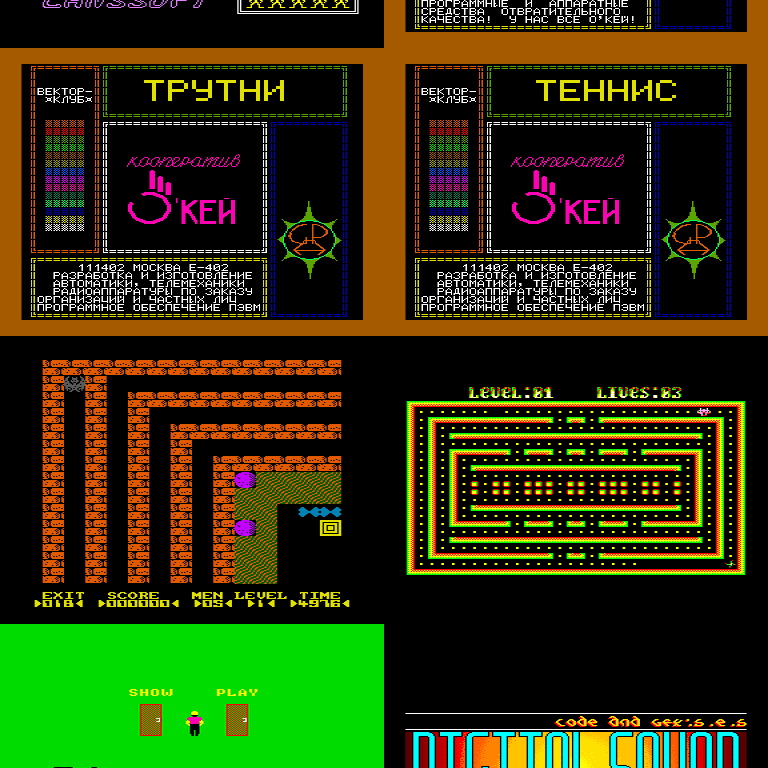 ПРОГРАММНЫЕ И АППАРАТНЫЕ
СРЕДСТВА ОТВРАТИТЕЛЬНОГО
КАЧЕСТВА! У НАС ВСЕ О'КЕЙ!
ВЕКТОР-
¤КЛУБ¤
ТРУТНИ
кооператив
О'КЕЙ
111402 МОСКВА Е-402
РАЗРАБОТКА И ИЗГОТОВЛЕНИЕ
АВТОМАТИКИ, ТЕЛЕМЕХАНИКИ
РАДИОАППАРАТУРЫ ПО ЗАКАЗУ
ОРГАНИЗАЦИЙ И ЧАСТНЫХ ЛИЦ
ПРОГРАММНОЕ ОБЕСПЕЧЕНИЕ ПЭВМ
ВЕКТОР-
¤КЛУБ¤
ТЕННИС
кооператив
О'КЕЙ
111402 МОСКВА Е-402
РАЗРАБОТКА И ИЗГОТОВЛЕНИЕ
АВТОМАТИКИ, ТЕЛЕМЕХАНИКИ
РАДИОАППАРАТУРЫ ПО ЗАКАЗУ
ОРГАНИЗАЦИЙ И ЧАСТНЫХ ЛИЦ
ПРОГРАММНОЕ ОБЕСПЕЧЕНИЕ ПЭВМ
LEVEL:01 LIVES:03
EXIT SCORE MEN LEVEL TIME
SHOW PLAY
code and gfx:s.e.s
DIGITAL SOUND